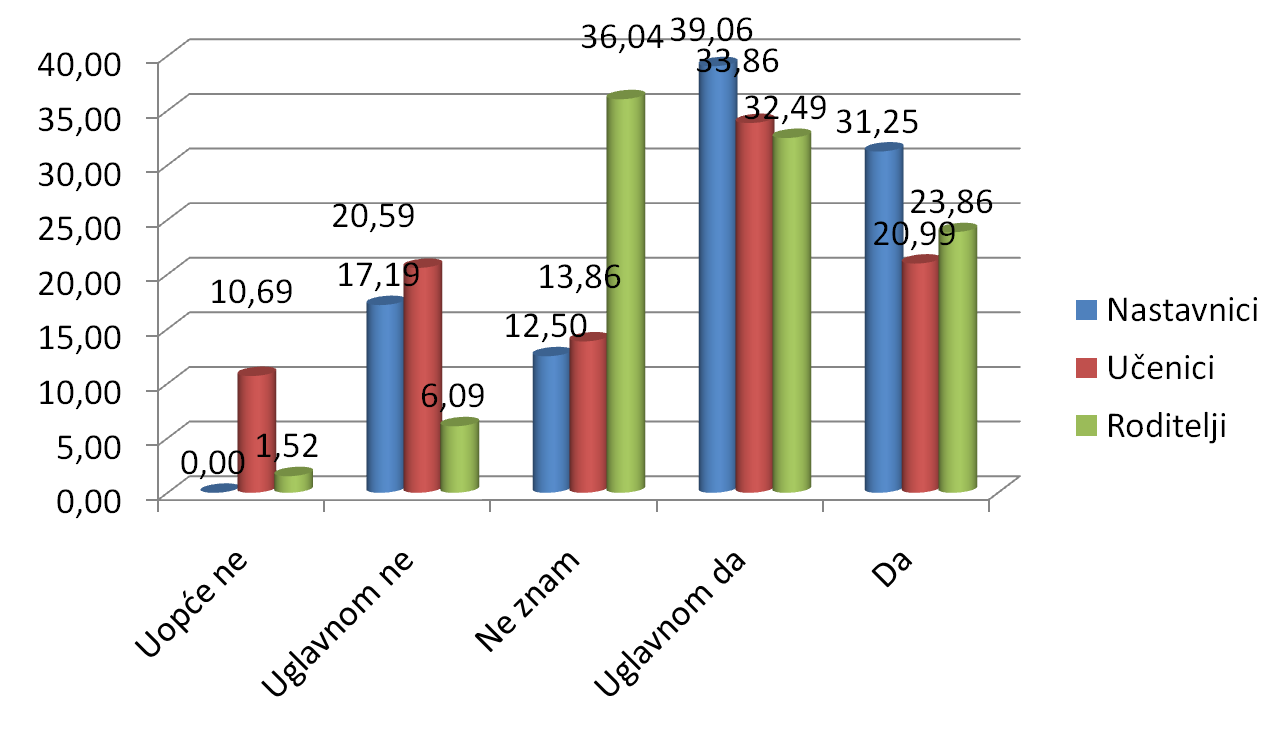 36,04 39,06
40,00
33,86
35,00
32,49
31,25
30,00
25,00
20,59
23,86
20,99
20,00
17,19
13,86
10,69
15,00
12,50
10,00
6,09
5,00
1,52
0,00
0,00
Nastavnici
Učenici
Roditelji
Uopće ne
Uglavnom ne
Ne znam
Uglavnom da
Da